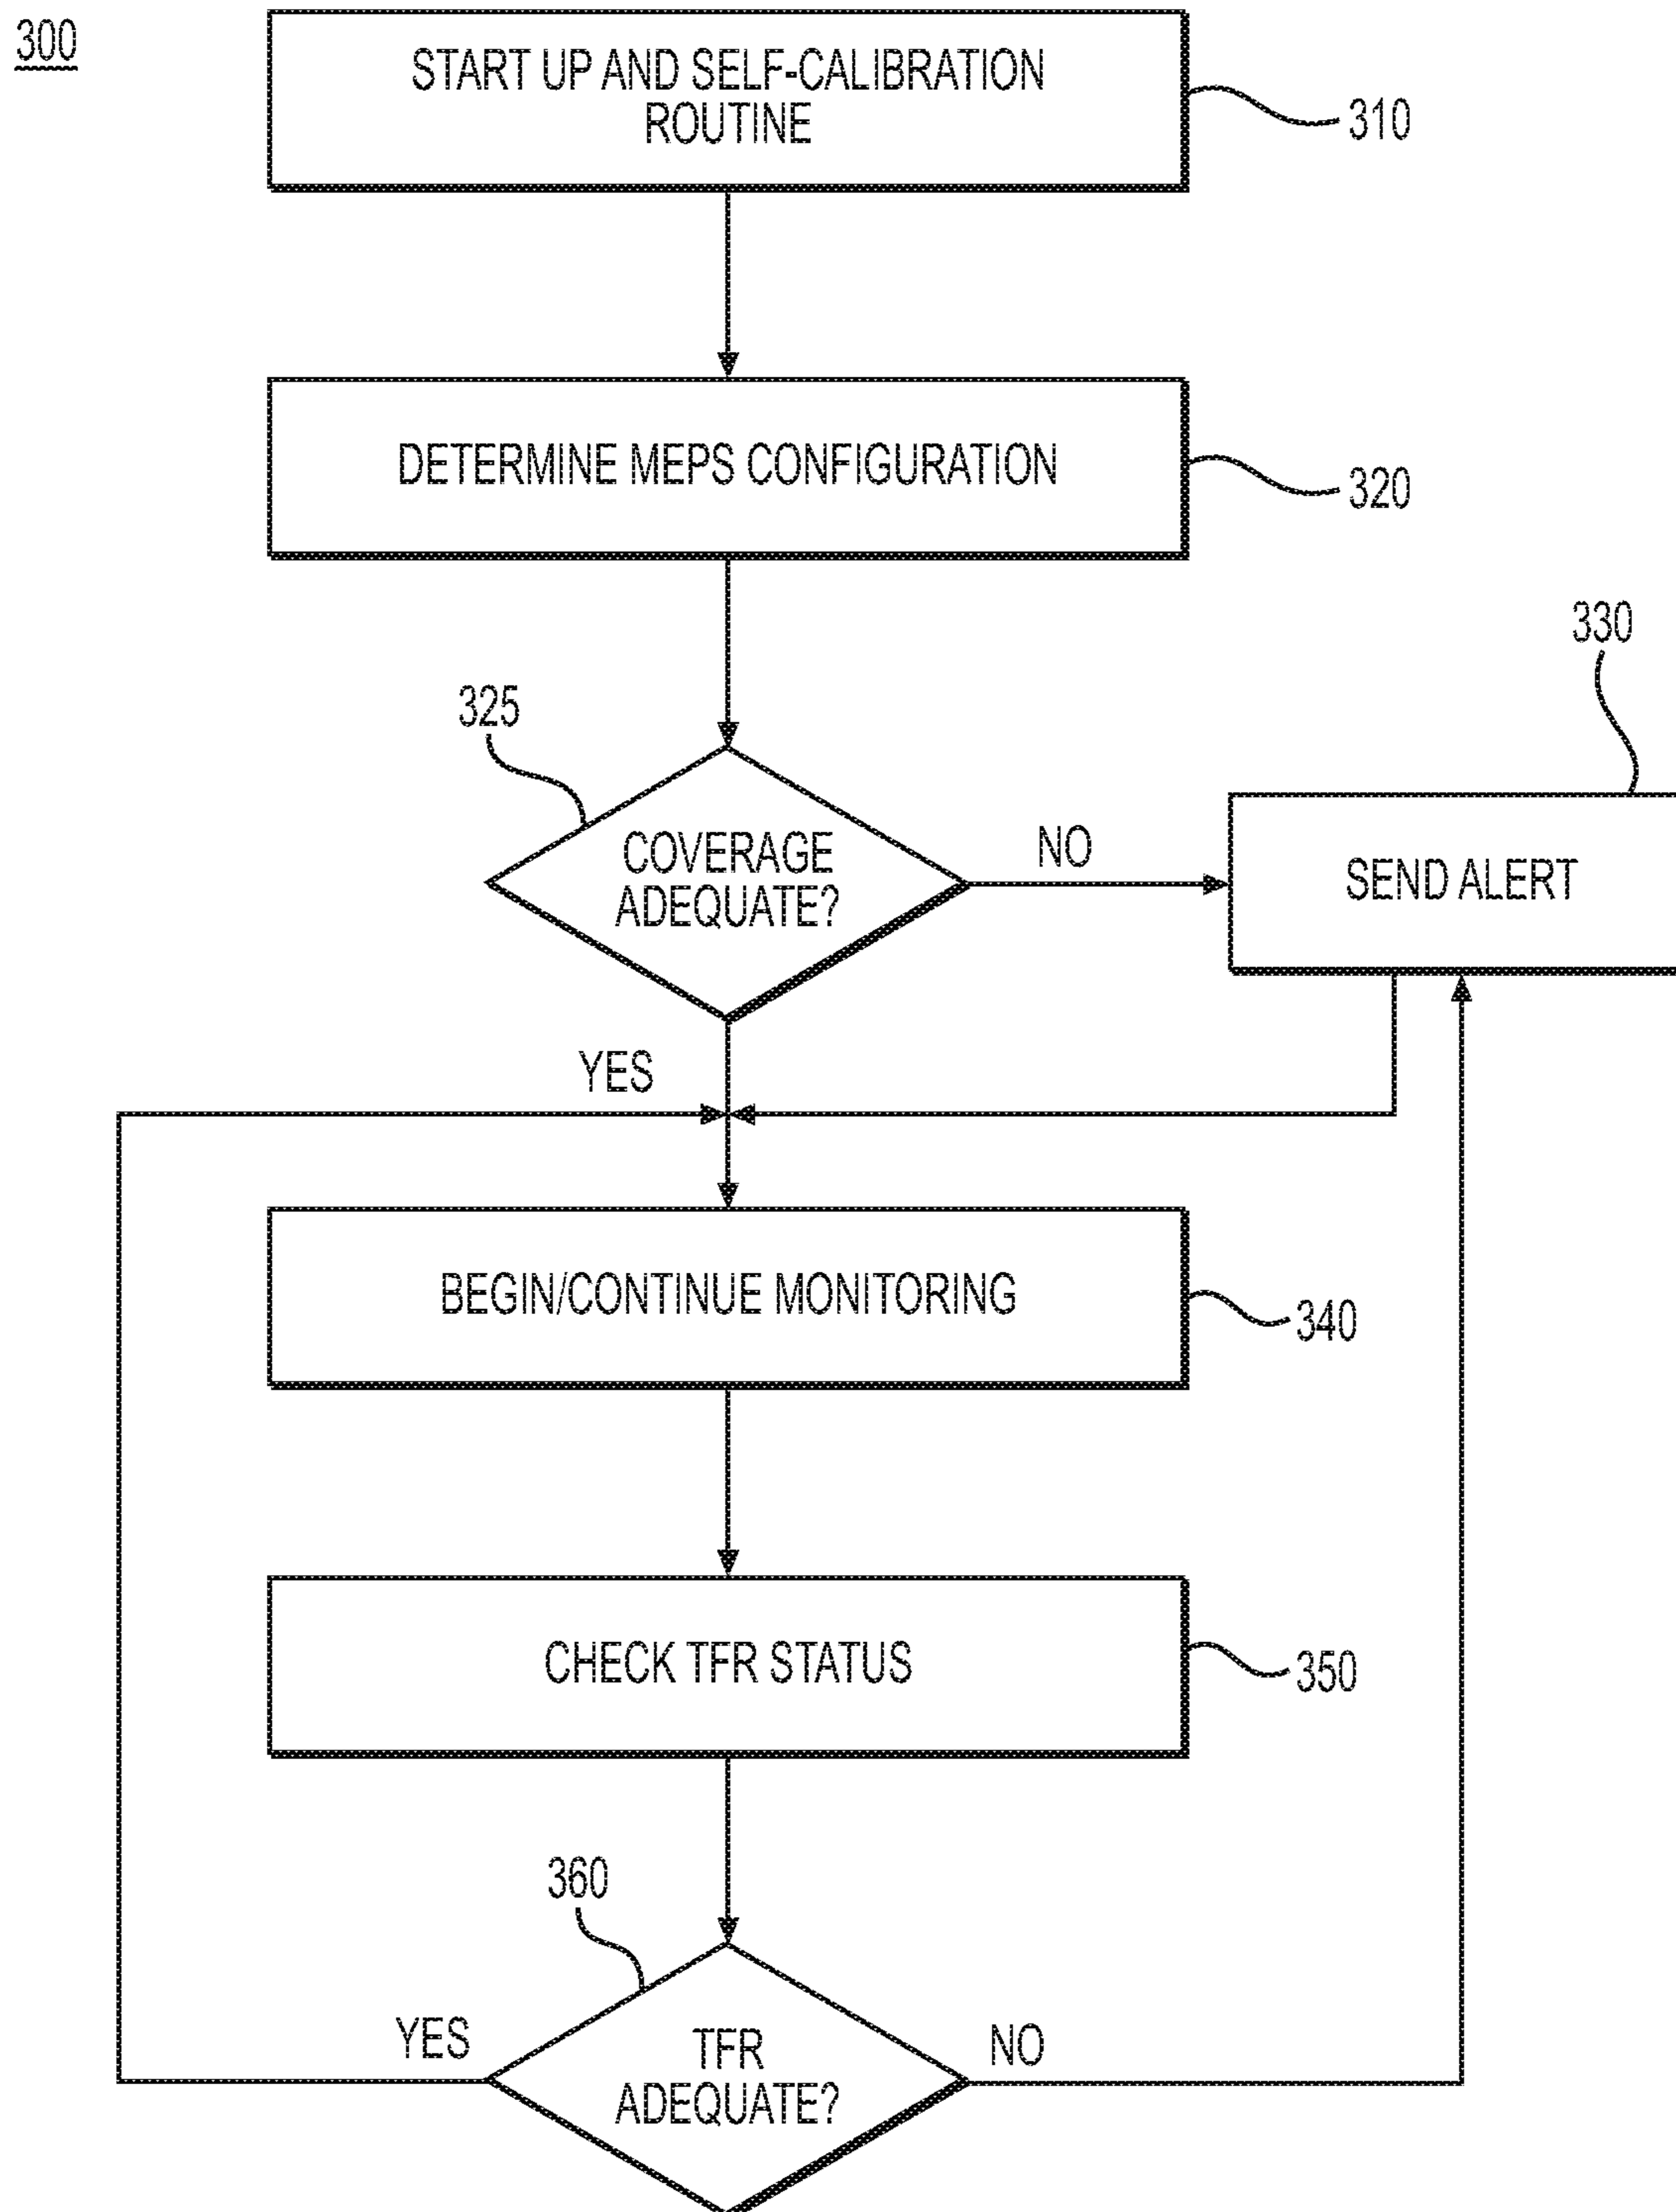 300
START UP AND SELF-CALIBRATION
ROUTINE
310
DETERMINE MEPS CONFIGURATION
320
330
325
COVERAGE
ADEQUATE?
NO
SEND ALERT
YES
BEGIN/CONTINUE MONITORING
340
CHECK TFR STATUS
350
360
YES
TFR
ADEQUATE?
NO